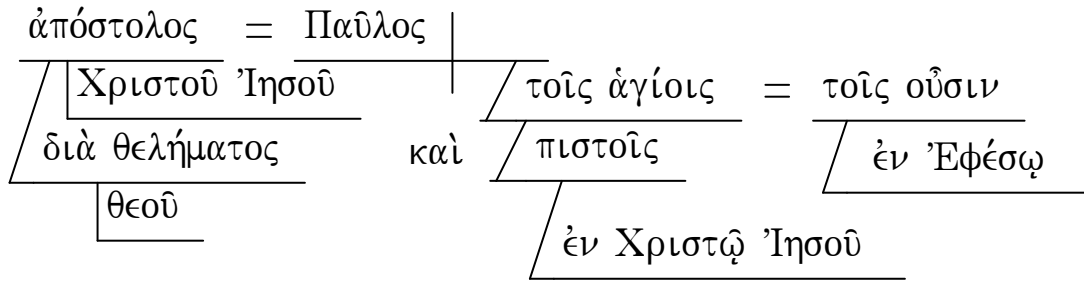 ἀπόστολος = Παῦλος
Χριστοῦ Ἰησοῦ τοῖς ἁγίοις = τοῖς οὖσιν
διὰ θελήματος καὶ πιστοῖς ἐν Ἐφέσῳ
θεοῦ
ἐν Χριστῷ Ἰησοῦ